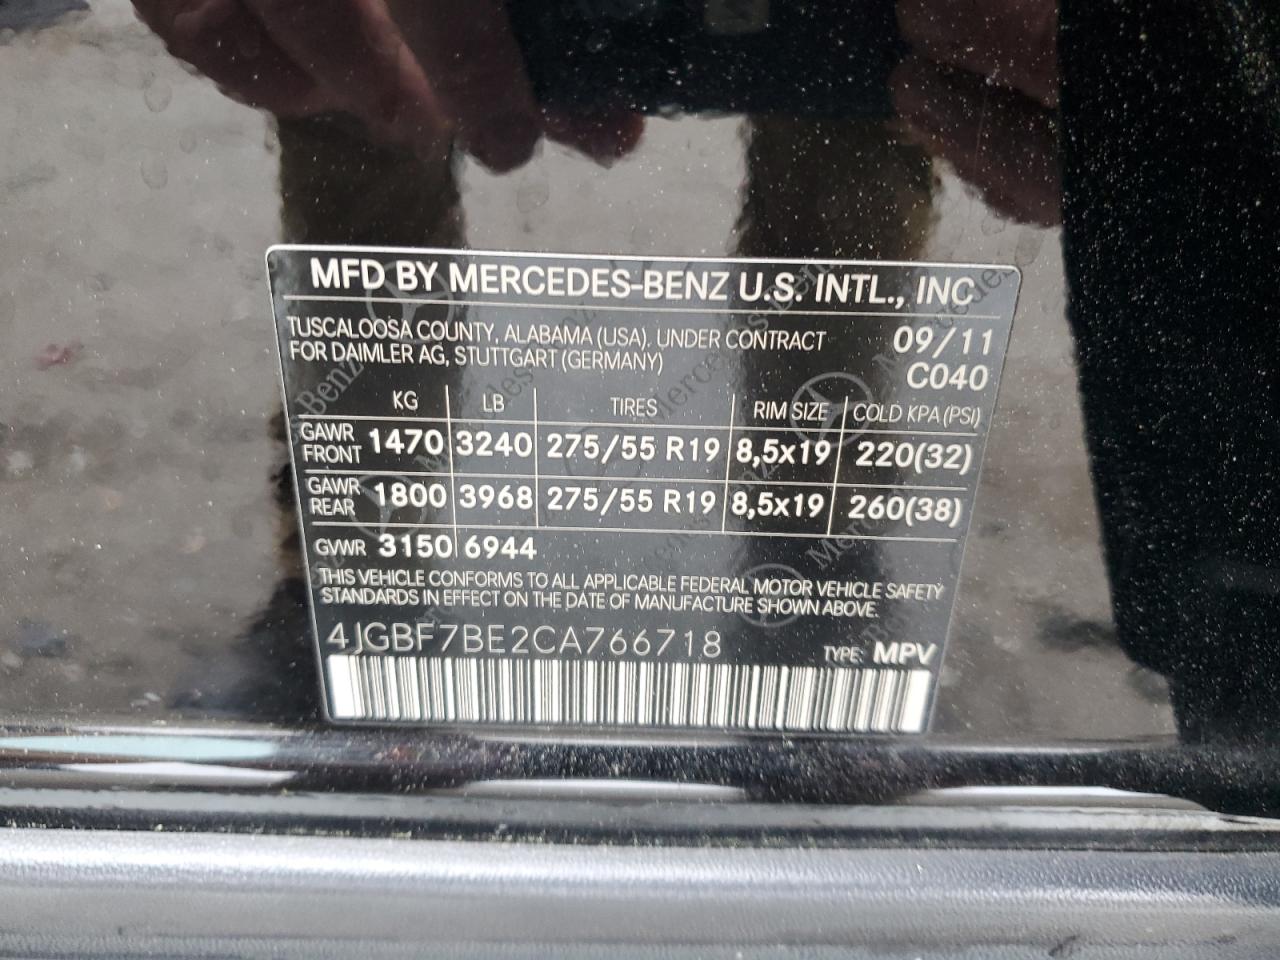 MFD BY MERCEDES-BENZ U.S. INTL., INC
TUSCALOOSA COUNTY, ALABAMA (USA). UNDER CONTRACT 09/11
FOR DAIMLER AG, STUTTGART (GERMANY) C040
KG LB TIRES RIM SIZE COLD KPA (PSI)
GAWR FRONT 1470 3240 275/55 R19 8,5x19 220(32)
GAWR REAR 1800 3968 275/55 R19 8,5x19 260(38)
GVWR 3150 6944
THIS VEHICLE CONFORMS TO ALL APPLICABLE FEDERAL MOTOR VEHICLE SAFETY
STANDARDS IN EFFECT ON THE DATE OF MANUFACTURE SHOWN ABOVE.
4JGBF7BE2CA766718 TYPE: MPV